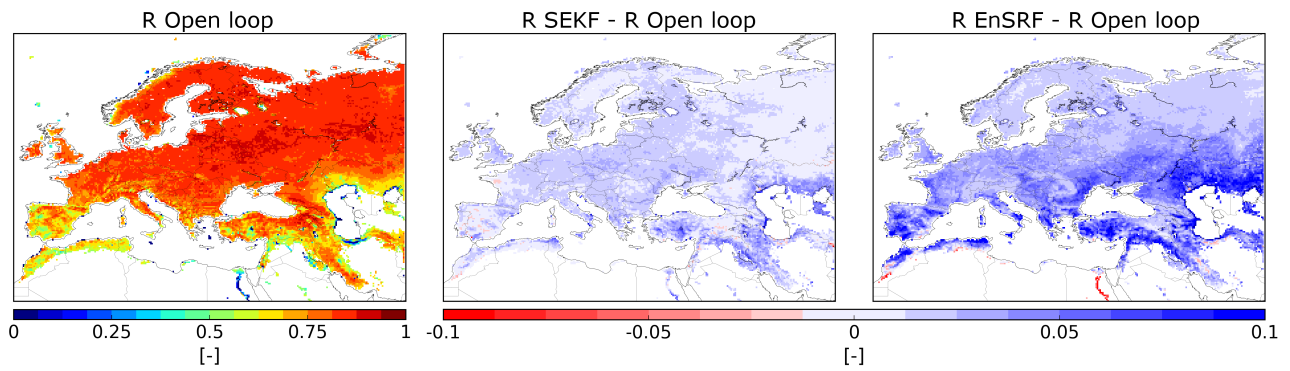 R Open loop
R SEKF - R Open loop
R EnSRF - R Open loop
0 0.25 0.5 0.75 1
[-]
-0.1 -0.05 0 0.05 0.1
[-]